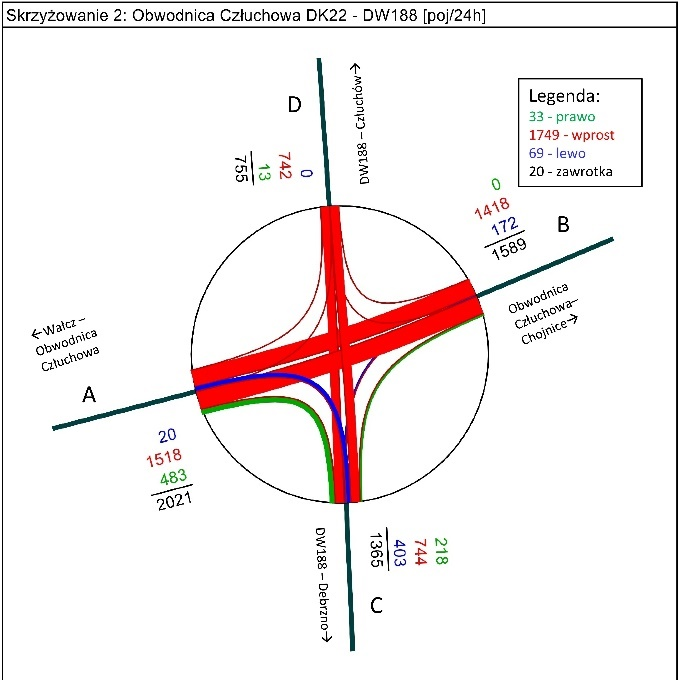 Skrzyżowanie 2: Obwodnica Człuchowa DK22 - DW188 [poj/24h]
D
DW188 – Człuchów→
Legenda:
33 - prawo
1749 - wprost
69 - lewo
20 - zawrotka
755
13
742
0
0
1418
172
1589
B
Obwodnica
Człuchowa–
Chojnice→
←Wałcz –
Obwodnica
Człuchowa
A
20
1518
483
2021
DW188 – Debrzno→
1365
403
744
218
C